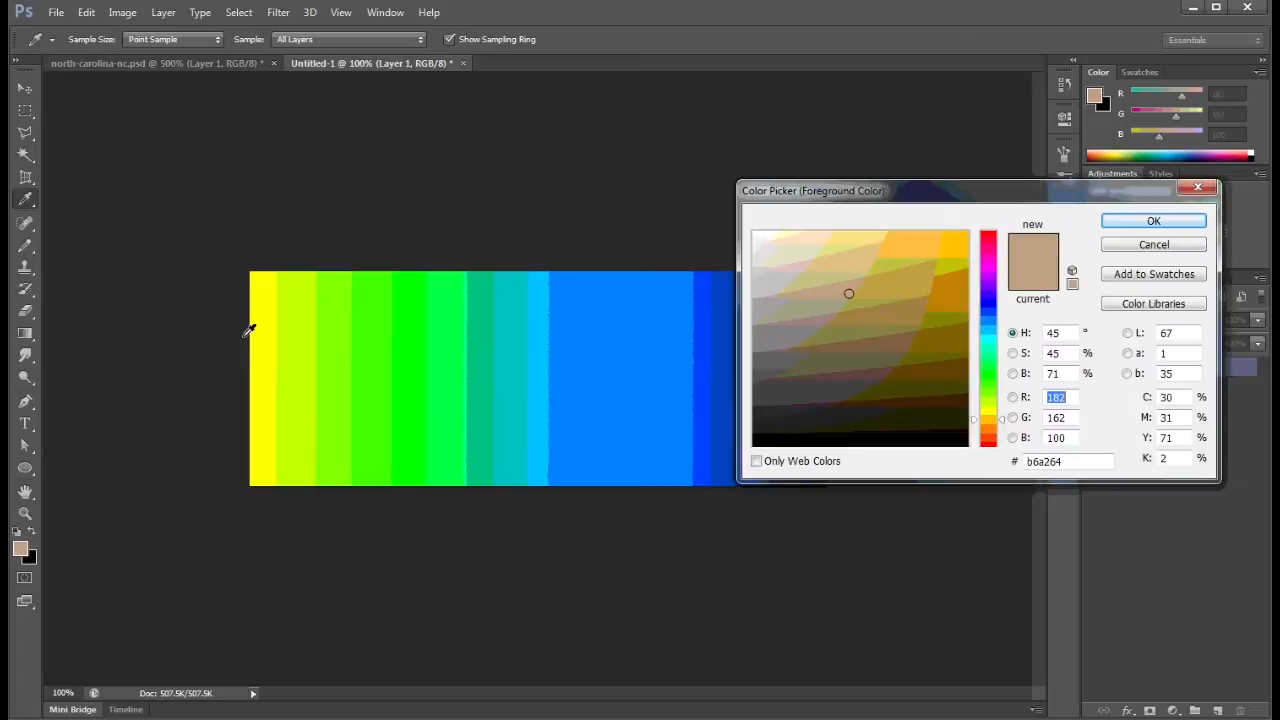 Ps File Edit Image Layer Type Select Filter 3D View Window Help
Sample Size: Point Sample Sample: All Layers Show Sampling Ring Essentials
north-carolina-nc.psd @ 500% (Layer 1, RGB/8) * × Untitled-1 @ 100% (Layer 1, RGB/8) * × Color Swatches
R
G
B
Adjustments Styles
Color Picker (Foreground Color)
new
current
OK
Cancel
Add to Swatches
Color Libraries
H: 45 ° L: 67
S: 45 % a: 1
B: 71 % b: 35
R: 182 C: 30 %
G: 162 M: 31 %
B: 100 Y: 71 %
Only Web Colors # b6a264 K: 2 %
T
100% Doc: 507.5K/507.5K
Mini Bridge Timeline fx